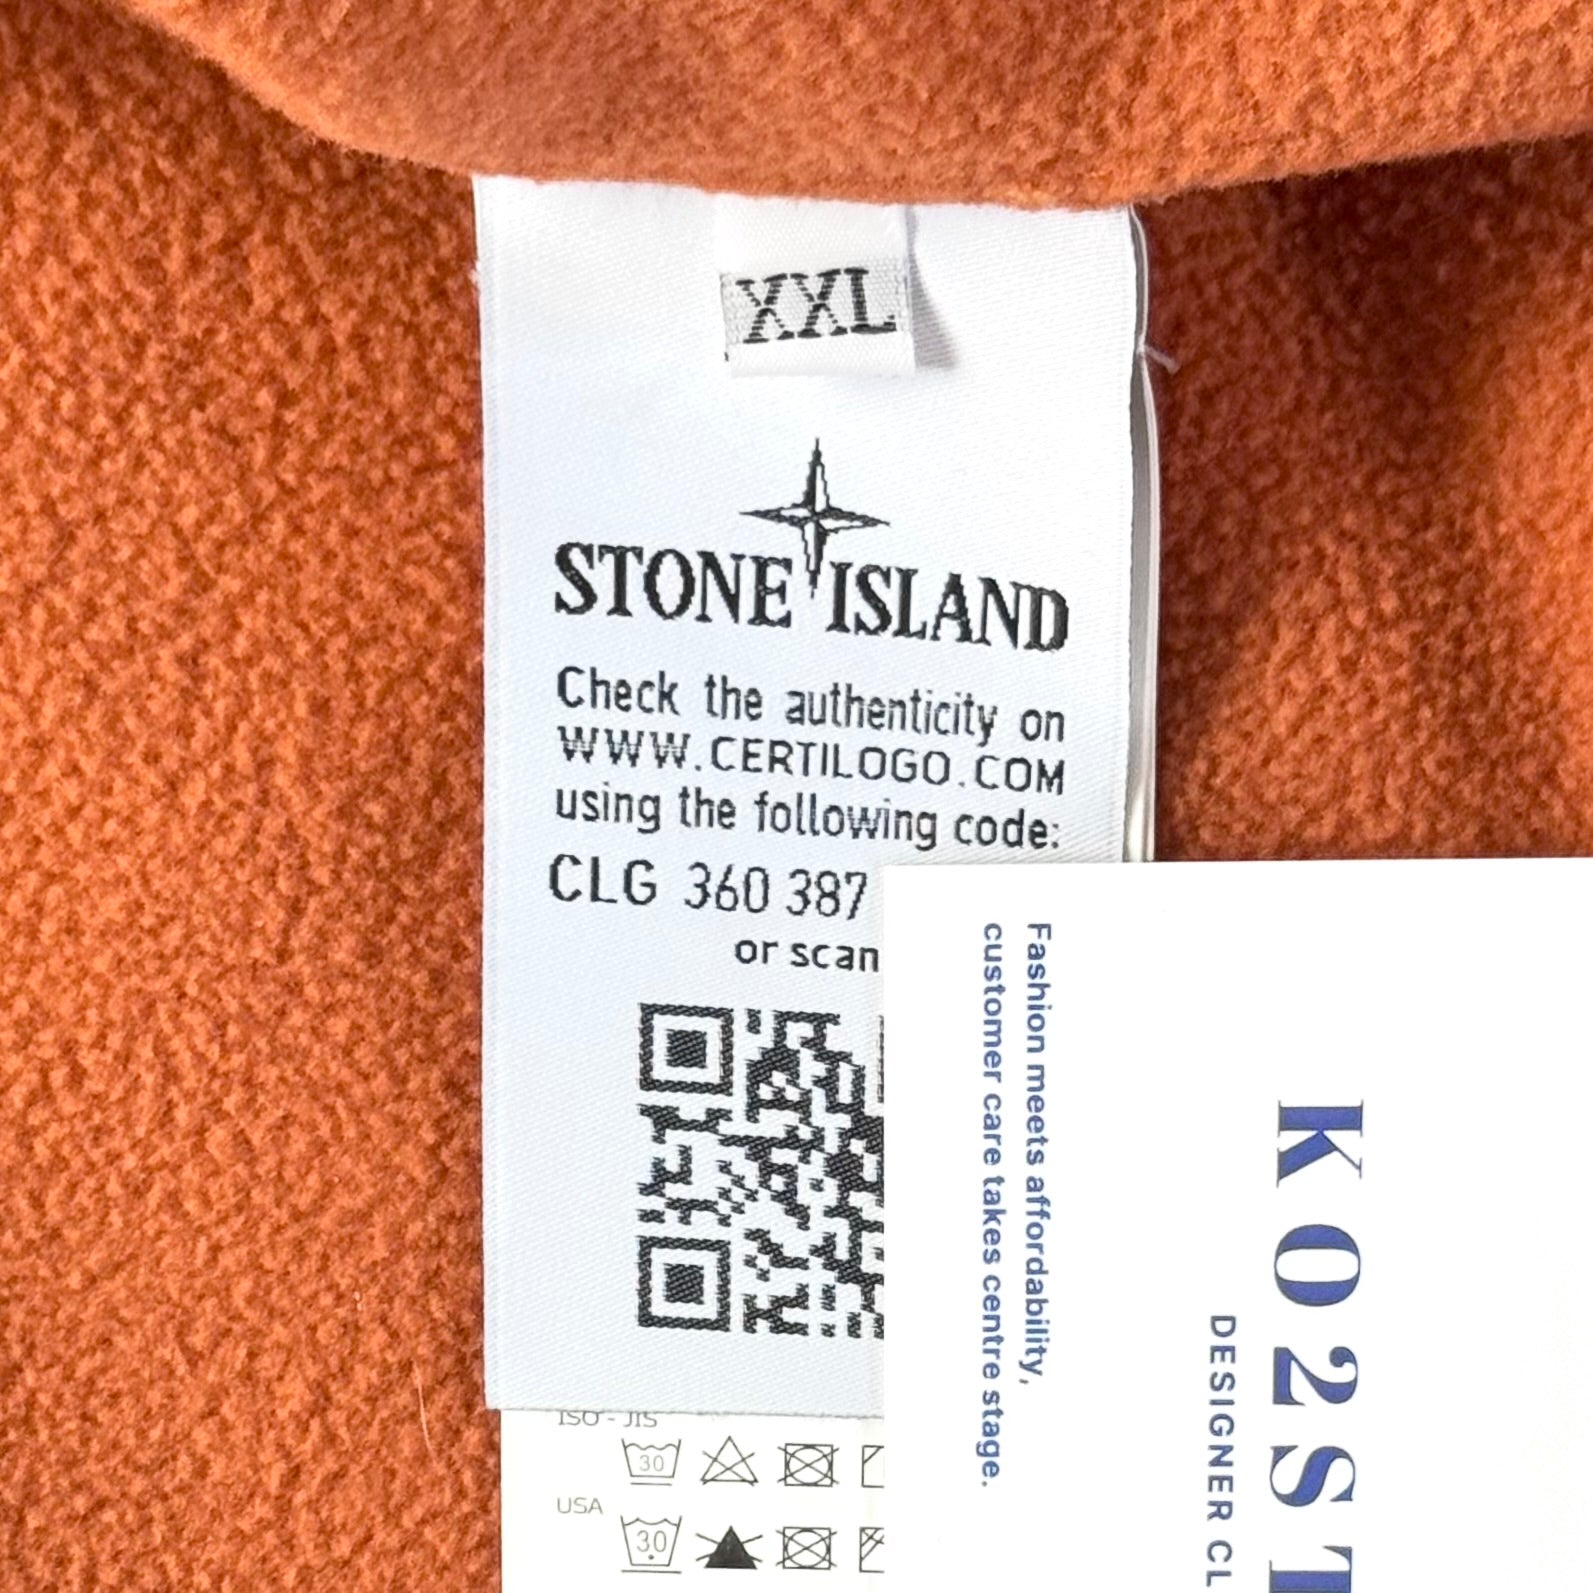 XXL
STONE ISLAND
Check the authenticity on
WWW.CERTILOGO.COM
using the following code:
CLG 360 387
or scan
ISO - JIS
30
USA
30
Fashion meets affordability,
customer care takes centre stage.
KO2ST
DESIGNER CL